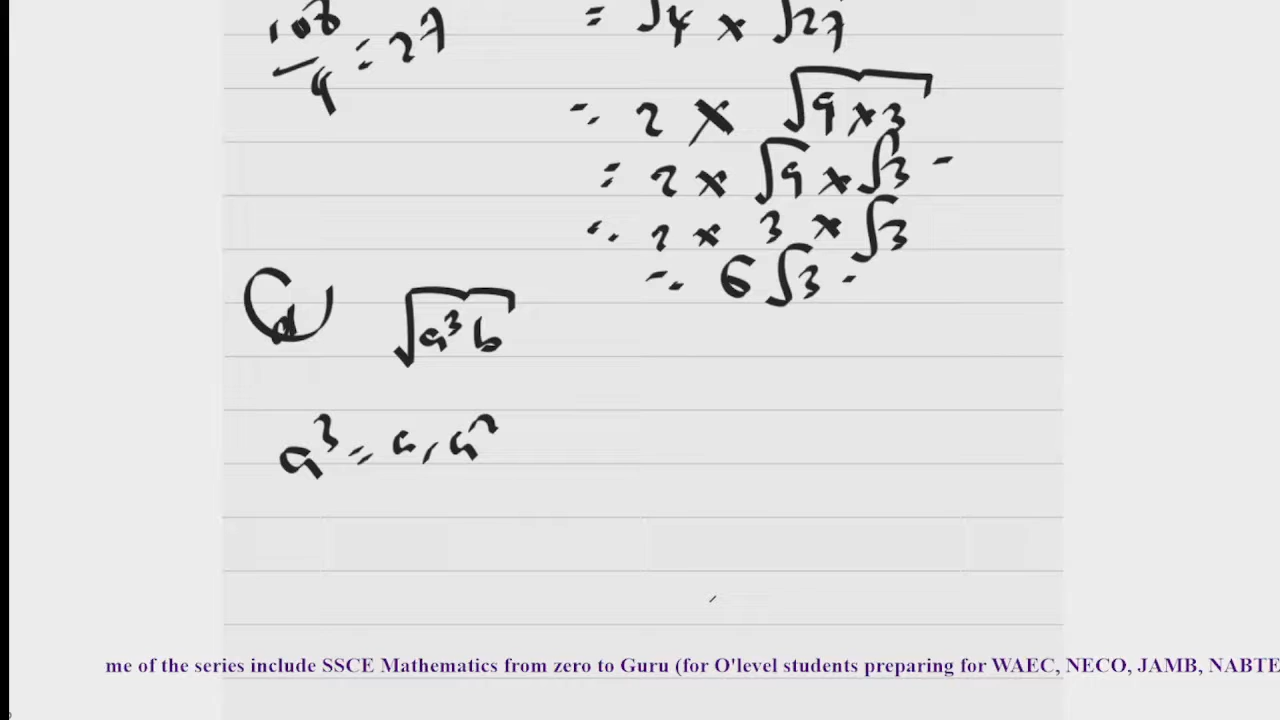 108/4 = 27
= √4 × √27
= 2 × √9×3
= 2 × √9 × √3 =
= 2 × 3 × √3
= 6√3.
d √a³b
a³ = a, a²
me of the series include SSCE Mathematics from zero to Guru (for O'level students preparing for WAEC, NECO, JAMB, NABTE